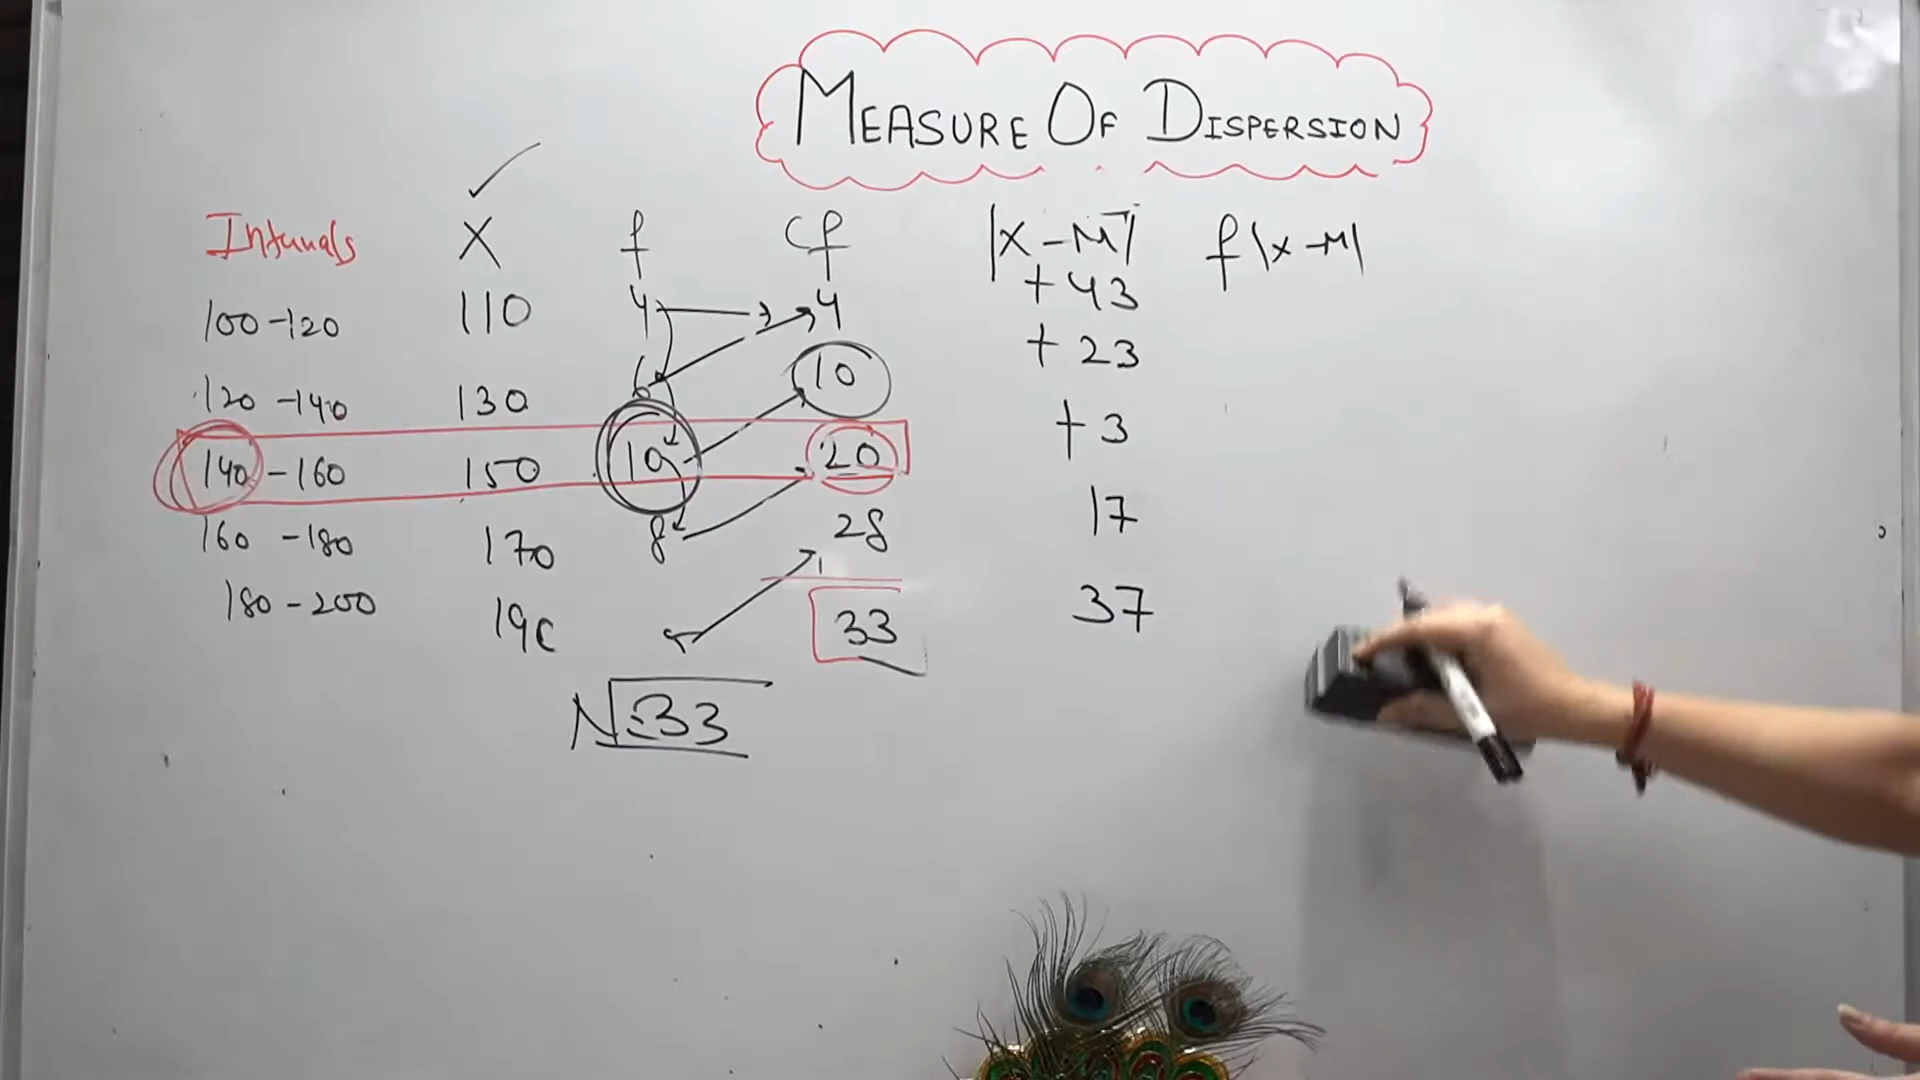 MEASURE OF DISPERSION
Intervals X f Cf |X-M| f|x-M|
100-120 110 4 4 +43
120-140 130 6 10 +23
140-160 150 10 20 +3
160-180 170 8 28 17
180-200 190 33 37
N=33